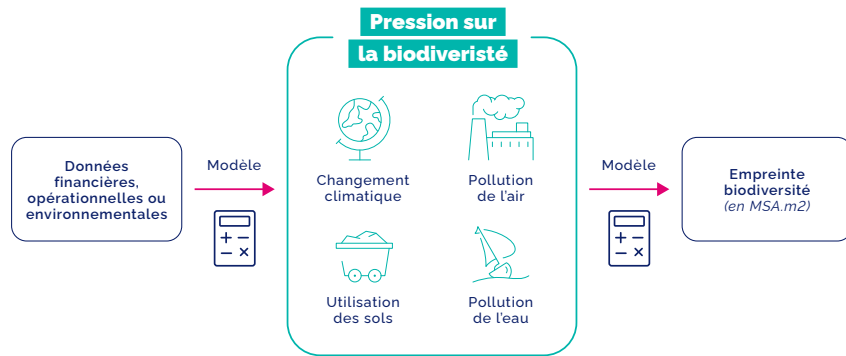 Pression sur
la biodiveristé
Données
financières,
opérationnelles ou
environnementales
Modèle
+ −
− ×
Changement
climatique
Pollution
de l'air
Utilisation
des sols
Pollution
de l'eau
Modèle
+ −
− ×
Empreinte
biodiversité
(en MSA.m2)